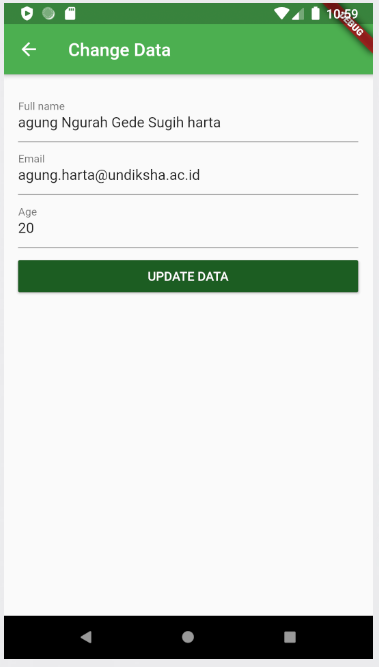 10:59
DEBUG
Change Data
Full name
agung Ngurah Gede Sugih harta
Email
agung.harta@undiksha.ac.id
Age
20
UPDATE DATA